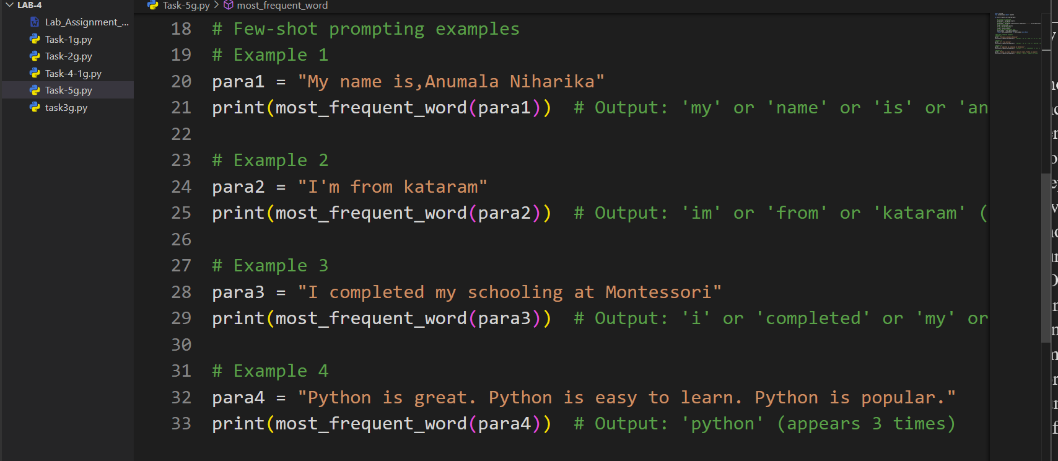 LAB-4
Lab_Assignment_...
Task-1g.py
Task-2g.py
Task-4-1g.py
Task-5g.py
task3g.py
Task-5g.py > most_frequent_word
18 # Few-shot prompting examples
19 # Example 1
20 para1 = "My name is,Anumala Niharika"
21 print(most_frequent_word(para1))  # Output: 'my' or 'name' or 'is' or 'an
22
23 # Example 2
24 para2 = "I'm from kataram"
25 print(most_frequent_word(para2))  # Output: 'im' or 'from' or 'kataram' (
26
27 # Example 3
28 para3 = "I completed my schooling at Montessori"
29 print(most_frequent_word(para3))  # Output: 'i' or 'completed' or 'my' or
30
31 # Example 4
32 para4 = "Python is great. Python is easy to learn. Python is popular."
33 print(most_frequent_word(para4))  # Output: 'python' (appears 3 times)